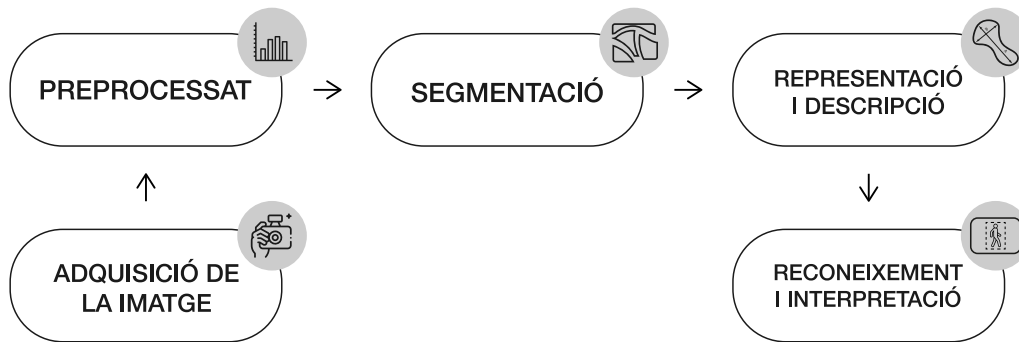 PREPROCESSAT
SEGMENTACIÓ
REPRESENTACIÓ
I DESCRIPCIÓ
ADQUISICIÓ DE
LA IMATGE
RECONEIXEMENT
I INTERPRETACIÓ